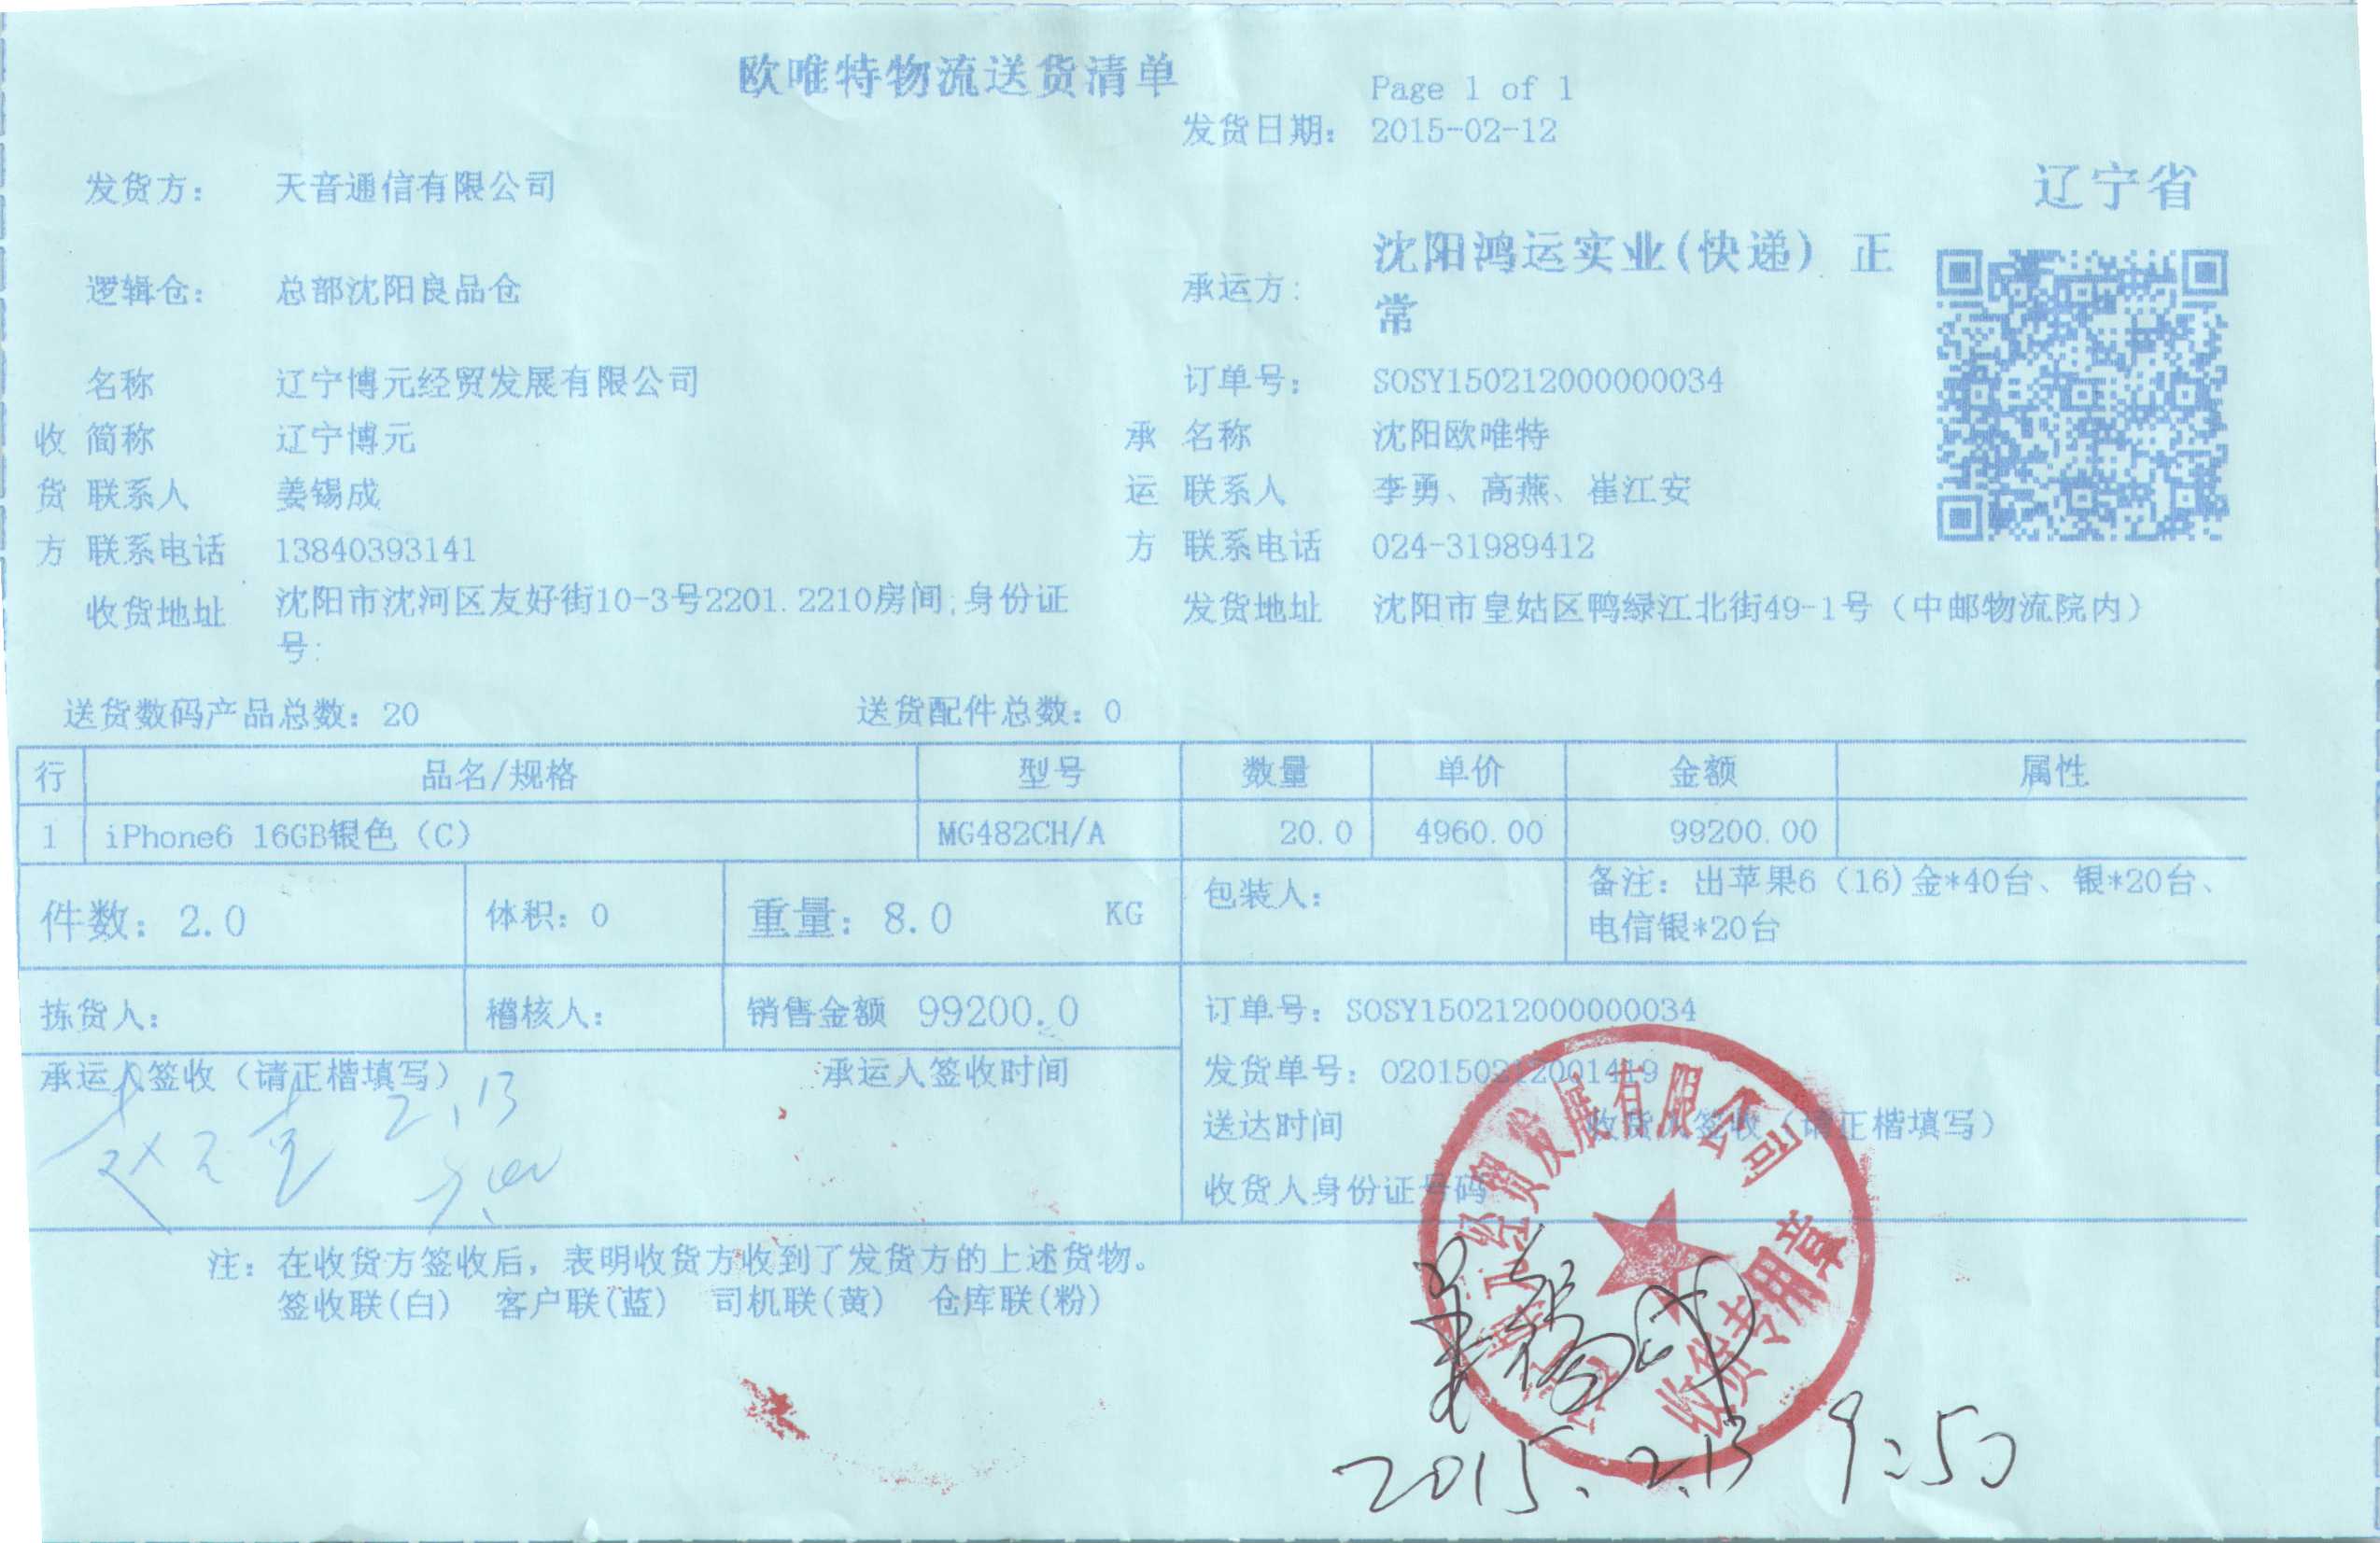 欧唯特物流送货清单
Page 1 of 1
发货日期： 2015-02-12
辽宁省
发货方： 天音通信有限公司
逻辑仓： 总部沈阳良品仓
承运方： 沈阳鸿运实业(快递) 正
常
收货方
名称 辽宁博元经贸发展有限公司
简称 辽宁博元
联系人 姜锡成
联系电话 13840393141
收货地址 沈阳市沈河区友好街10-3号2201.2210房间;身份证
号:
订单号： SOSY150212000000034
承运方
名称 沈阳欧唯特
联系人 李勇、高燕、崔江安
联系电话 024-31989412
发货地址 沈阳市皇姑区鸭绿江北街49-1号（中邮物流院内）
送货数码产品总数：20 送货配件总数：0
行 品名/规格 型号 数量 单价 金额 属性
1 iPhone6 16GB银色（C） MG482CH/A 20.0 4960.00 99200.00
件数：2.0 体积：0 重量：8.0 KG 包装人：
备注：出苹果6（16)金*40台、银*20台、
电信银*20台
拣货人： 稽核人： 销售金额 99200.0
订单号：SOSY150212000000034
承运人签收（请正楷填写） 承运人签收时间
2.13
发货单号：020150212001419
送达时间 收货人签收（请正楷填写）
收货人身份证号码
经贸发展有限公司
收货专用章
姜锡成
2015.2.13 9:50
注：在收货方签收后，表明收货方收到了发货方的上述货物。
签收联(白) 客户联(蓝) 司机联(黄) 仓库联(粉)